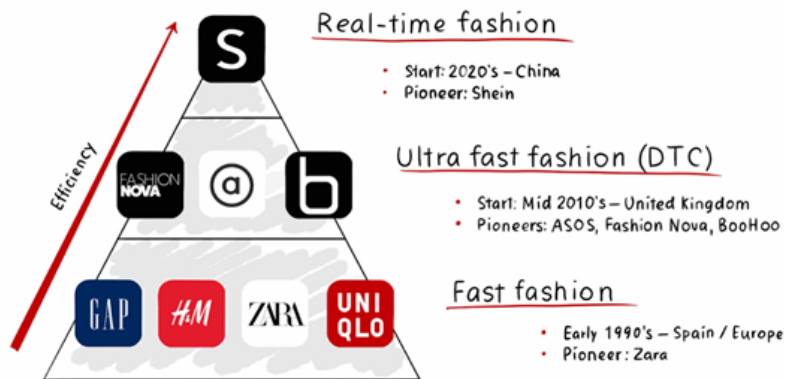 Real-time fashion
S
• Start: 2020's – China
• Pioneer: Shein
Efficiency
Ultra fast fashion (DTC)
FASHION
NOVA
@
b
• Start: Mid 2010's – United Kingdom
• Pioneers: ASOS, Fashion Nova, BooHoo
Fast fashion
GAP
H&M
ZARA
UNI
QLO
• Early 1990's – Spain / Europe
• Pioneer: Zara